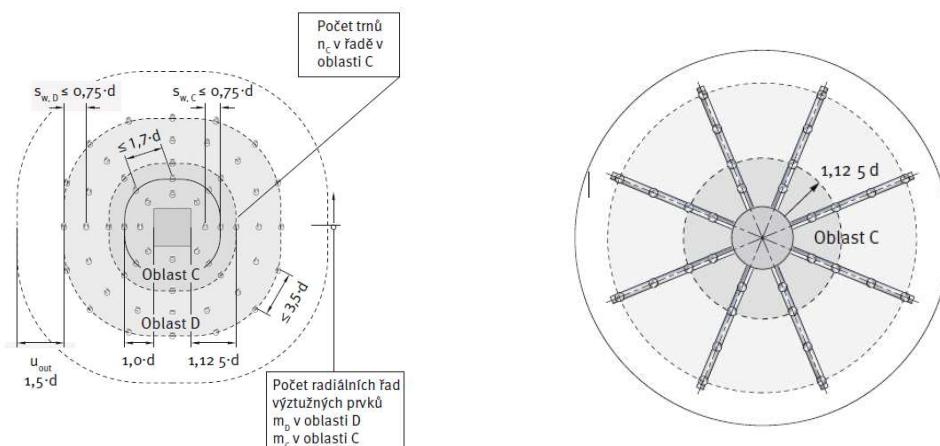 Počet trnů
n_C v řadě v
oblasti C
s_w, D ≤ 0,75·d
s_w, C ≤ 0,75·d
≤ 1,7·d
1,12 5 d
Oblast C
Oblast C
≤ 3,5·d
Oblast D
1,0·d
1,12 5·d
u_out
1,5·d
Počet radiálních řad
výztužných prvků
m_D v oblasti D
m_C v oblasti C